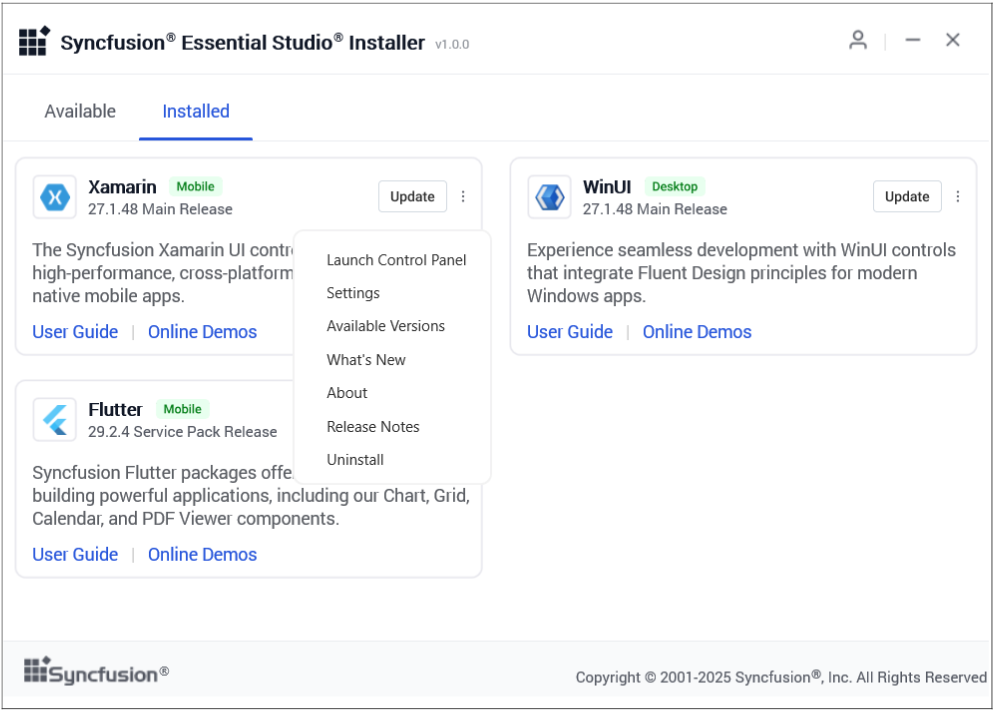 Syncfusion® Essential Studio® Installer v1.0.0
Available
Installed
Xamarin Mobile
27.1.48 Main Release
Update
The Syncfusion Xamarin UI contr
high-performance, cross-platform
native mobile apps.
User Guide | Online Demos
Launch Control Panel
Settings
Available Versions
What's New
About
Release Notes
Uninstall
WinUI Desktop
27.1.48 Main Release
Update
Experience seamless development with WinUI controls
that integrate Fluent Design principles for modern
Windows apps.
User Guide | Online Demos
Flutter Mobile
29.2.4 Service Pack Release
Syncfusion Flutter packages offe
building powerful applications, including our Chart, Grid,
Calendar, and PDF Viewer components.
User Guide | Online Demos
Syncfusion®
Copyright © 2001-2025 Syncfusion®, Inc. All Rights Reserved